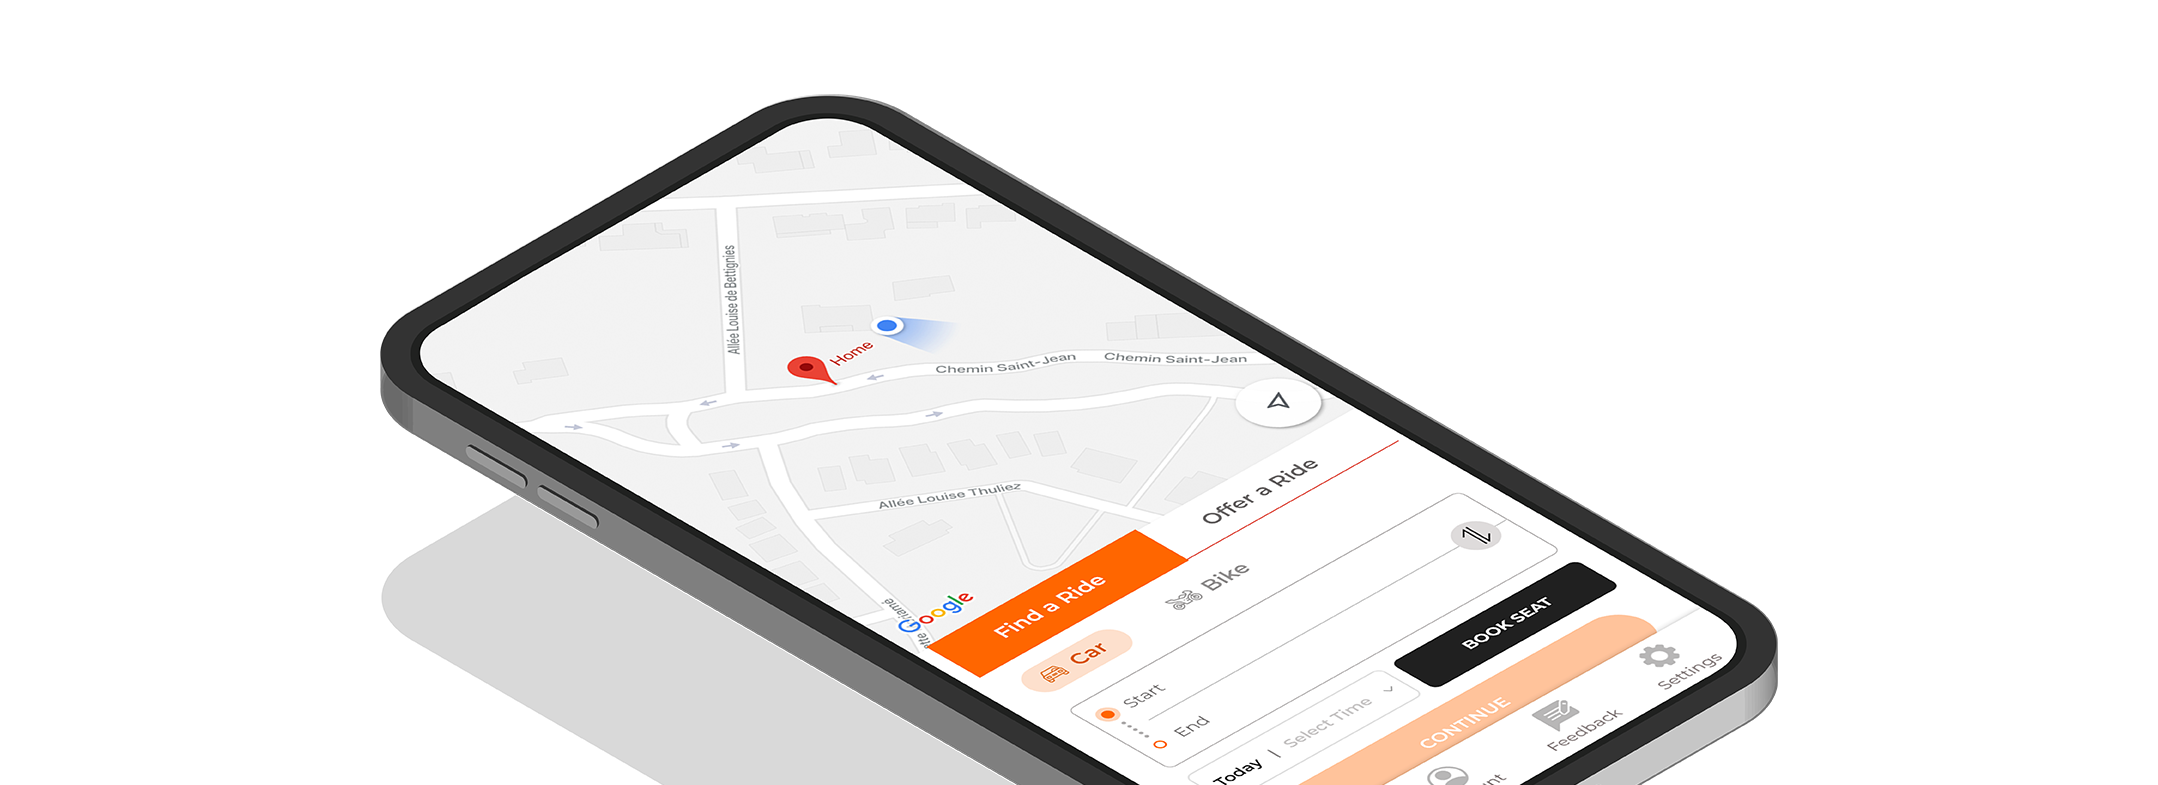 Allée Louise de Bettignies
Home
Chemin Saint-Jean
Chemin Saint-Jean
Allée Louise Thuliez
Google
Find a Ride
Offer a Ride
Car
Bike
Start
End
Today | Select Time
BOOK SEAT
CONTINUE
Feedback
Settings